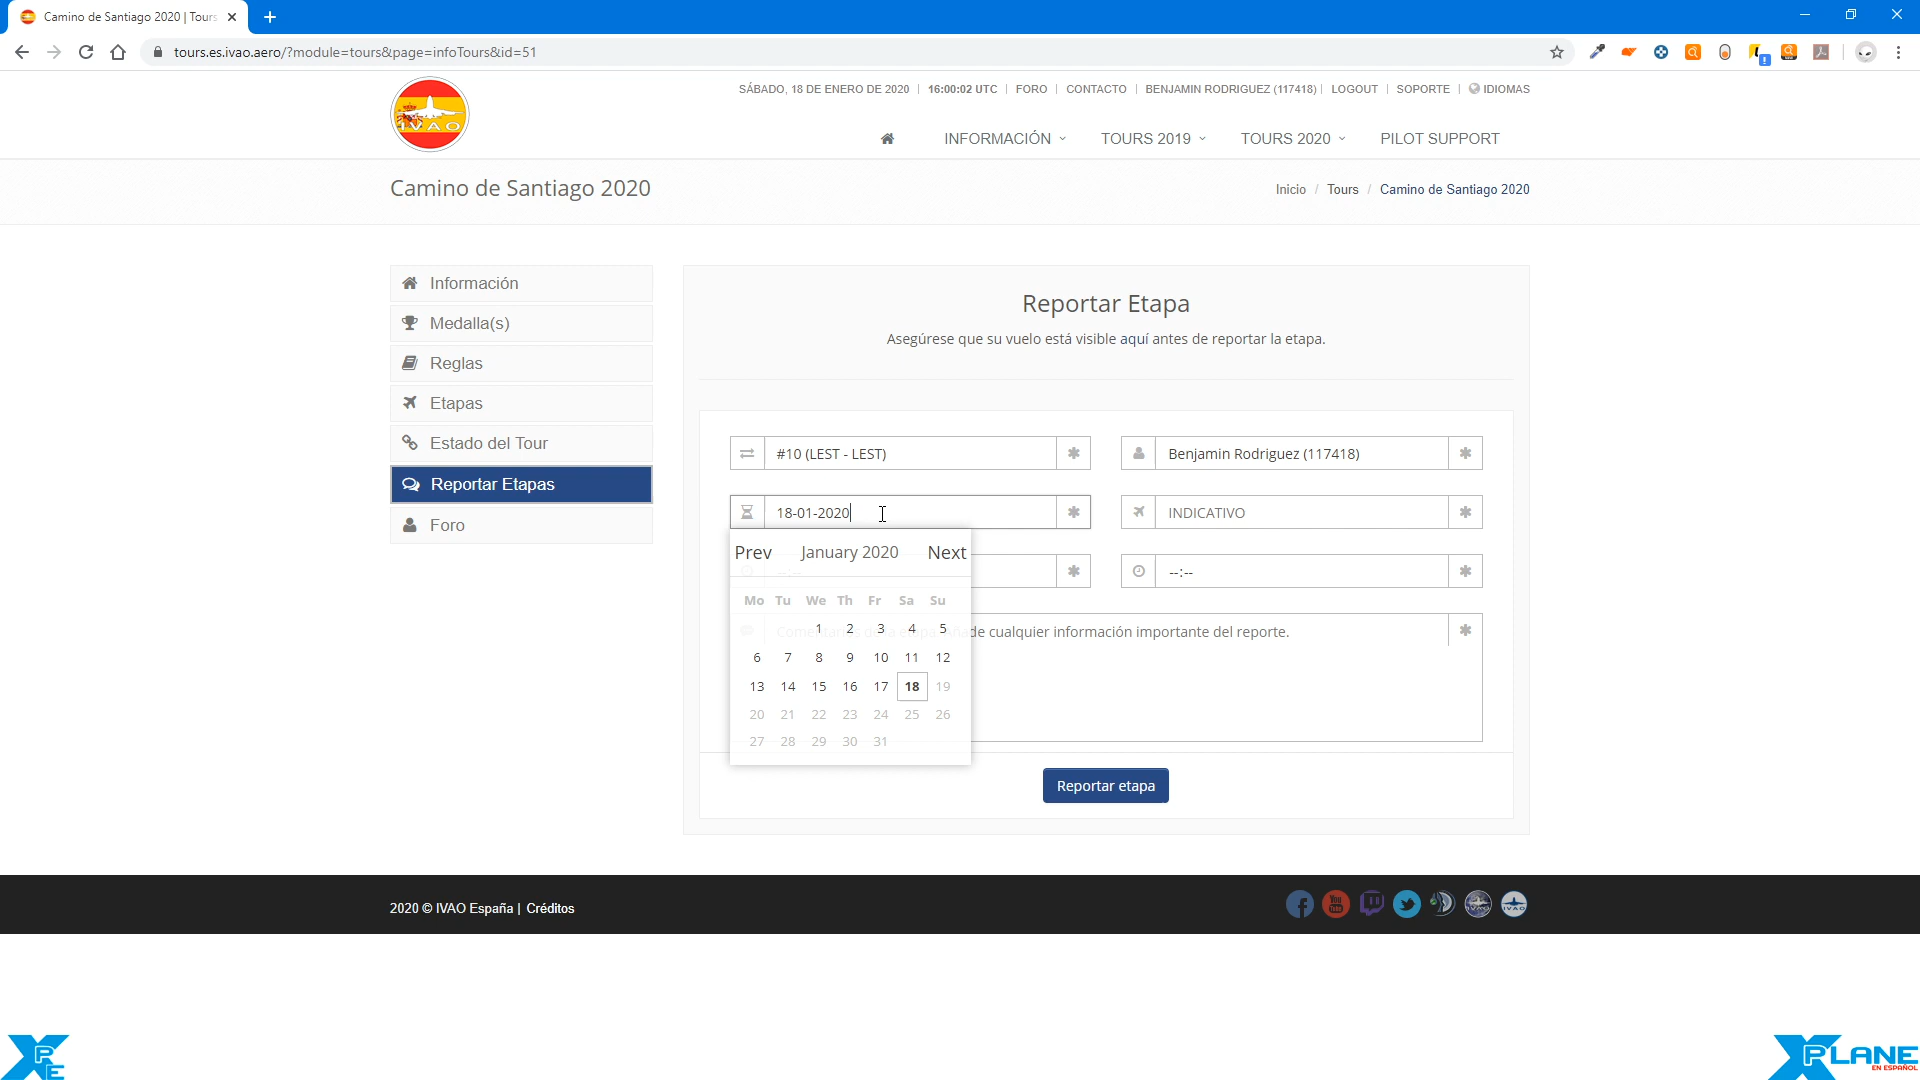 Camino de Santiago 2020 | Tours
tours.es.ivao.aero/?module=tours&page=infoTours&id=51
IVAO
SÁBADO, 18 DE ENERO DE 2020 | 16:00:02 UTC | FORO | CONTACTO | BENJAMIN RODRIGUEZ (117418) | LOGOUT | SOPORTE | IDIOMAS
INFORMACIÓN TOURS 2019 TOURS 2020 PILOT SUPPORT
Camino de Santiago 2020
Inicio / Tours / Camino de Santiago 2020
Información
Medalla(s)
Reglas
Etapas
Estado del Tour
Reportar Etapas
Foro
Reportar Etapa
Asegúrese que su vuelo está visible aquí antes de reportar la etapa.
#10 (LEST - LEST)
Benjamin Rodriguez (117418)
18-01-2020
INDICATIVO
--:--
Prev January 2020 Next
Mo Tu We Th Fr Sa Su
1 2 3 4 5
6 7 8 9 10 11 12
13 14 15 16 17 18 19
20 21 22 23 24 25 26
27 28 29 30 31
de cualquier información importante del reporte.
Reportar etapa
2020 © IVAO España | Créditos
You
Tube
IVAO
XPE
XPLANE
EN ESPAÑOL